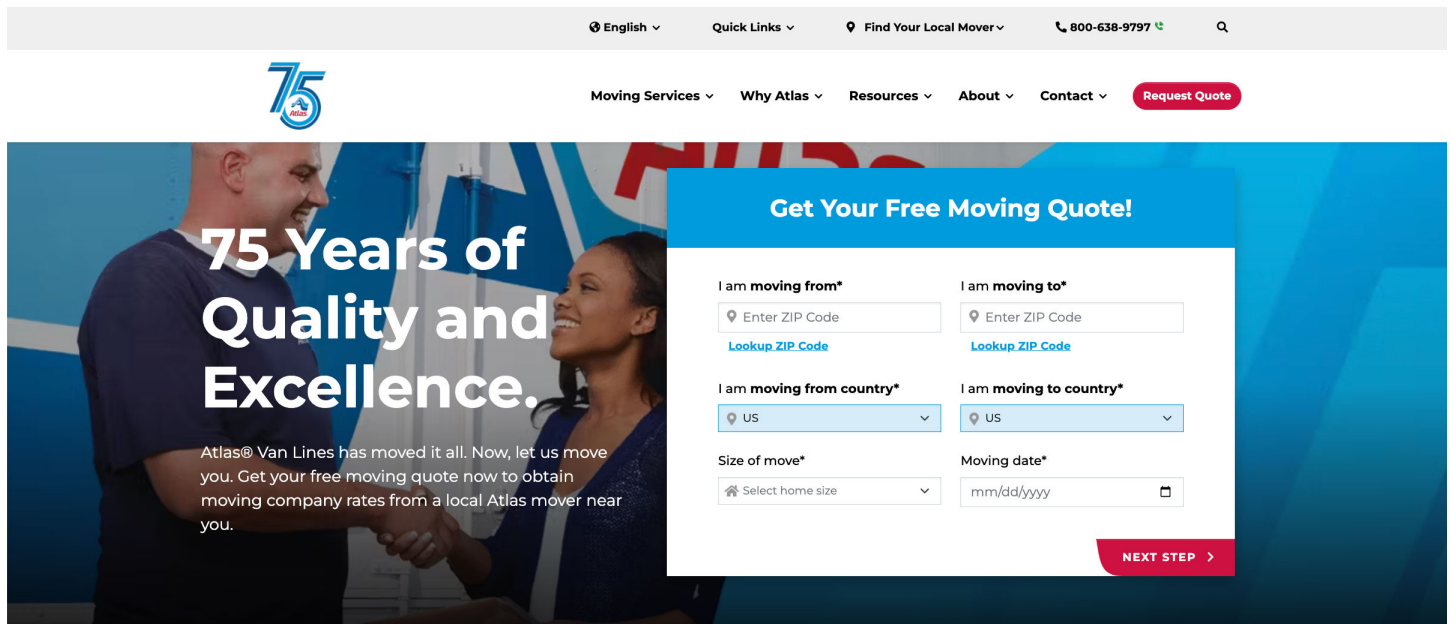 English
Quick Links
Find Your Local Mover
800-638-9797
75
Atlas
Moving Services
Why Atlas
Resources
About
Contact
Request Quote
Atlas
75 Years of
Quality and
Excellence.
Atlas® Van Lines has moved it all. Now, let us move
you. Get your free moving quote now to obtain
moving company rates from a local Atlas mover near
you.
Get Your Free Moving Quote!
I am moving from*
I am moving to*
Enter ZIP Code
Enter ZIP Code
Lookup ZIP Code
Lookup ZIP Code
I am moving from country*
I am moving to country*
US
US
Size of move*
Moving date*
Select home size
mm/dd/yyyy
NEXT STEP